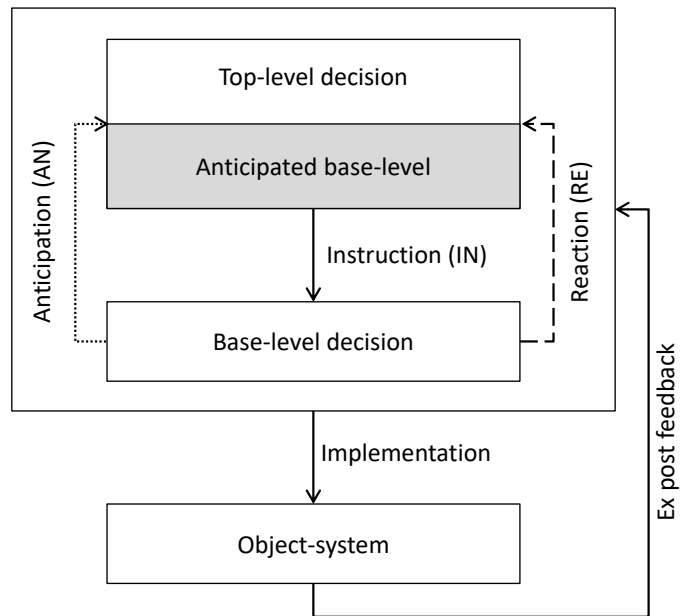 Top-level decision
Anticipated base-level
Anticipation (AN)
Instruction (IN)
Reaction (RE)
Base-level decision
Implementation
Ex post feedback
Object-system